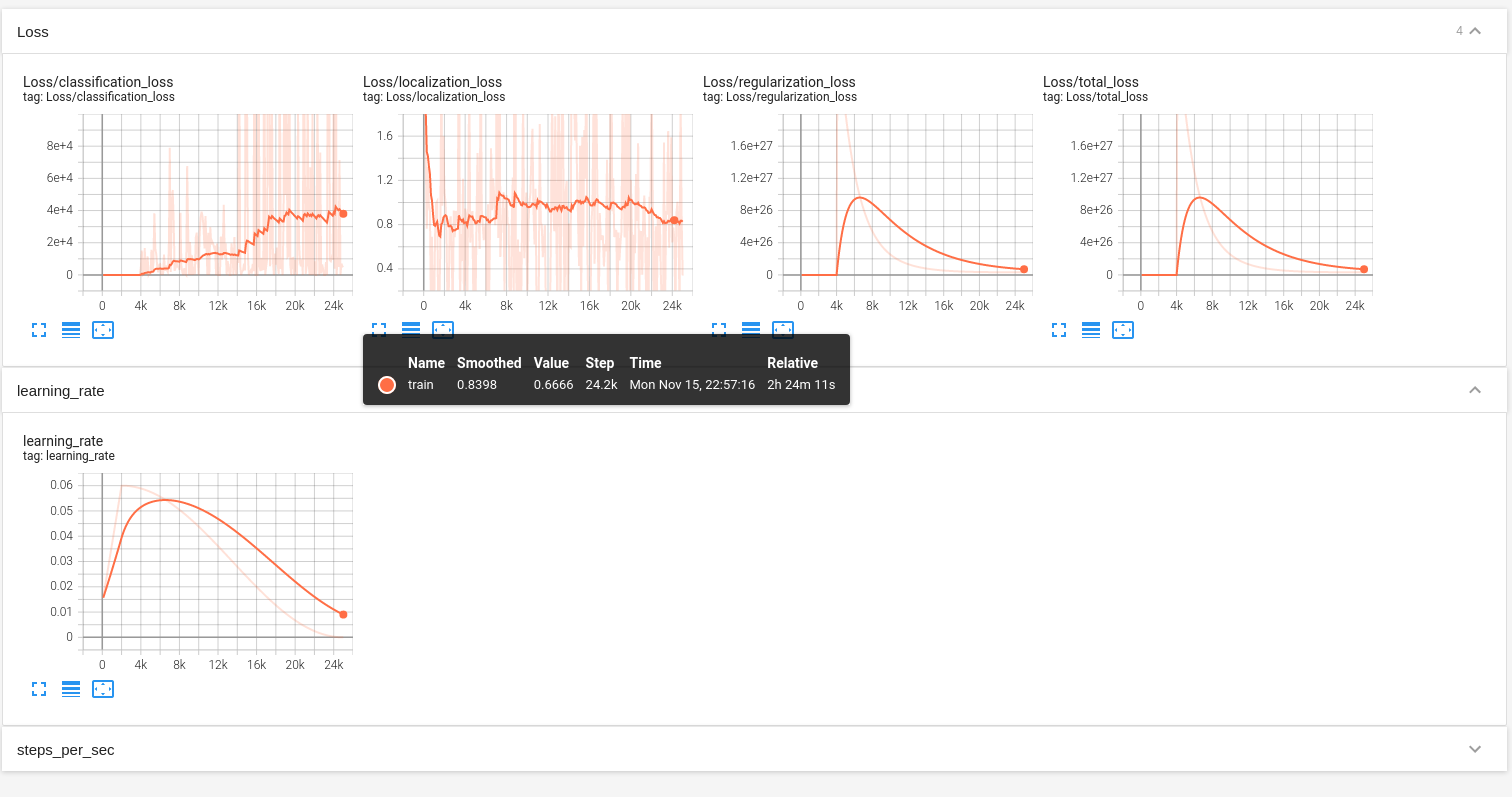 Loss
4
Loss/classification_loss
tag: Loss/classification_loss
8e+4
6e+4
4e+4
2e+4
0
0 4k 8k 12k 16k 20k 24k
Loss/localization_loss
tag: Loss/localization_loss
1.6
1.2
0.8
0.4
0 4k 8k 12k 16k 20k 24k
Loss/regularization_loss
tag: Loss/regularization_loss
1.6e+27
1.2e+27
8e+26
4e+26
0
0 4k 8k 12k 16k 20k 24k
Loss/total_loss
tag: Loss/total_loss
1.6e+27
1.2e+27
8e+26
4e+26
0
0 4k 8k 12k 16k 20k 24k
Name Smoothed Value Step Time Relative
train 0.8398 0.6666 24.2k Mon Nov 15, 22:57:16 2h 24m 11s
learning_rate
learning_rate
tag: learning_rate
0.06
0.05
0.04
0.03
0.02
0.01
0
0 4k 8k 12k 16k 20k 24k
steps_per_sec